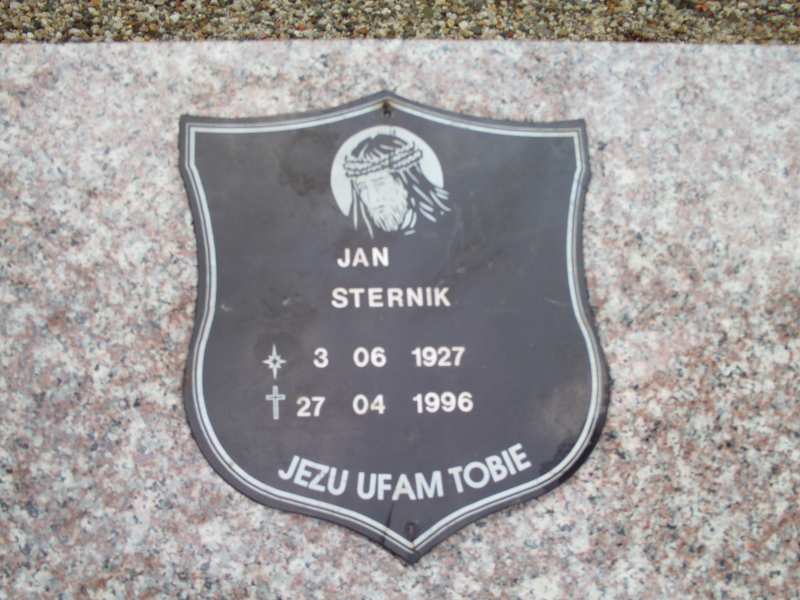 JAN
STERNIK
3 06 1927
27 04 1996
JEZU UFAM TOBIE